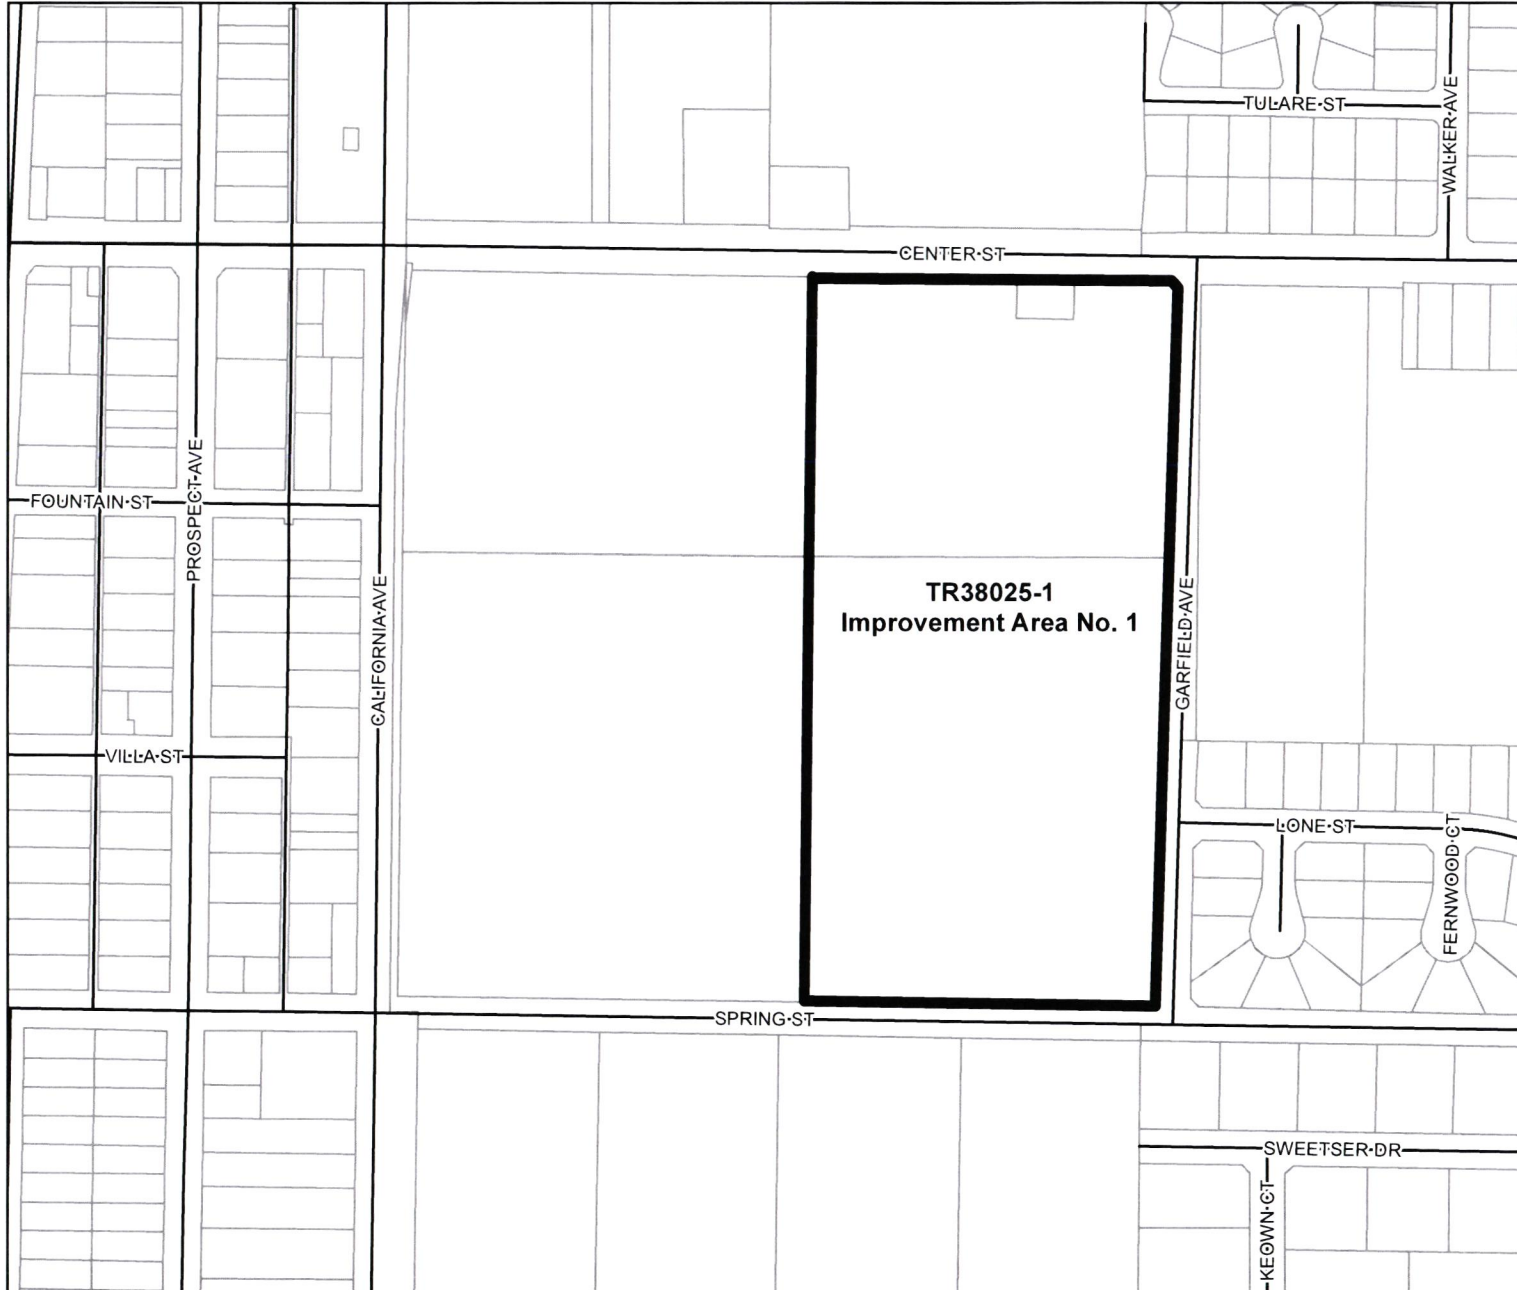 TULARE ST
WALKER AVE
CENTER ST
FOUNTAIN ST
PROSPECT AVE
CALIFORNIA AVE
TR38025-1
Improvement Area No. 1
GARFIELD AVE
VILLA ST
LONE ST
FERNWOOD CT
SPRING ST
SWEETSER DR
KEOWN CT